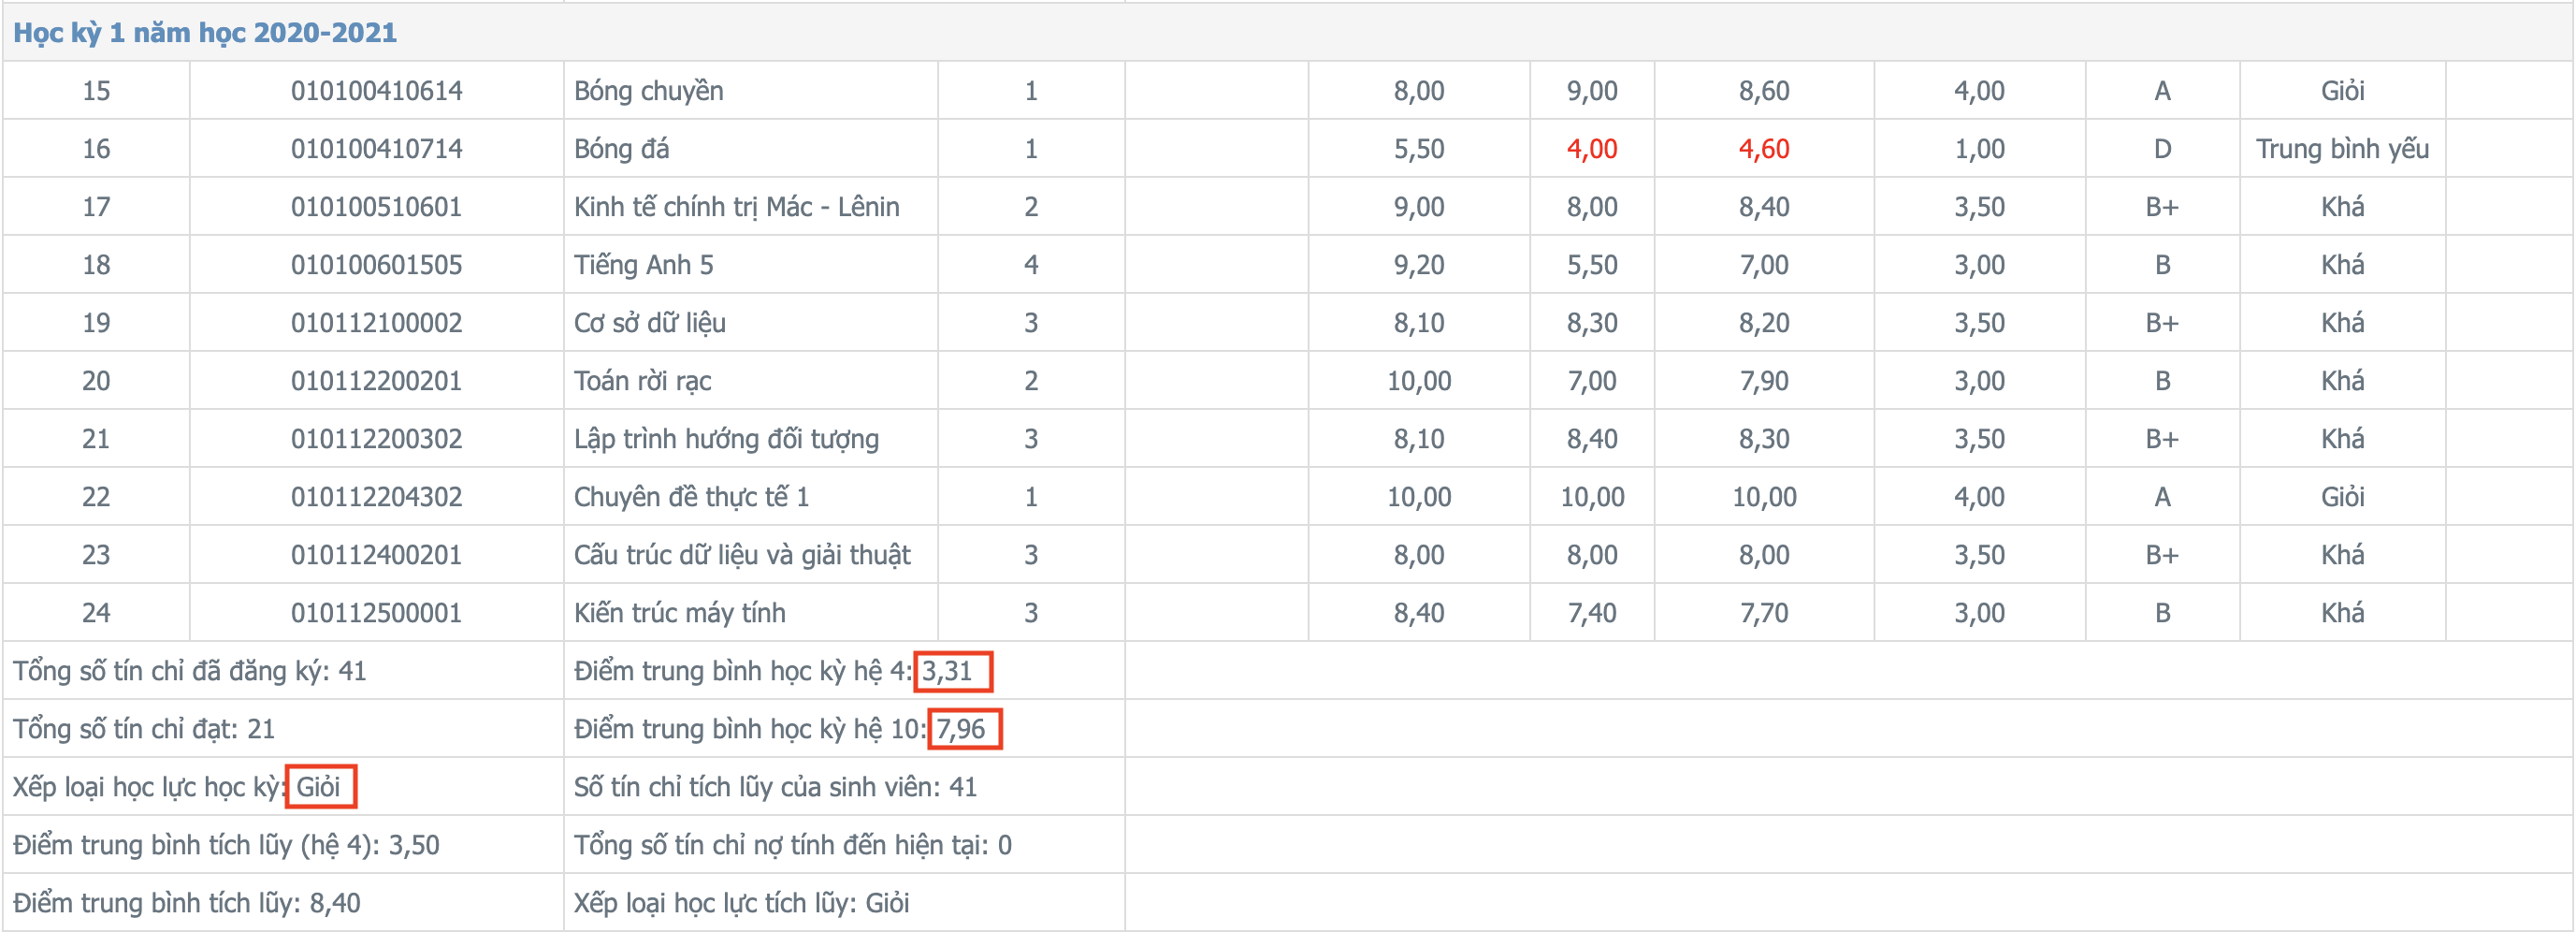 Học kỳ 1 năm học 2020-2021
15 010100410614 Bóng chuyền 1 8,00 9,00 8,60 4,00 A Giỏi
16 010100410714 Bóng đá 1 5,50 4,00 4,60 1,00 D Trung bình yếu
17 010100510601 Kinh tế chính trị Mác - Lênin 2 9,00 8,00 8,40 3,50 B+ Khá
18 010100601505 Tiếng Anh 5 4 9,20 5,50 7,00 3,00 B Khá
19 010112100002 Cơ sở dữ liệu 3 8,10 8,30 8,20 3,50 B+ Khá
20 010112200201 Toán rời rạc 2 10,00 7,00 7,90 3,00 B Khá
21 010112200302 Lập trình hướng đối tượng 3 8,10 8,40 8,30 3,50 B+ Khá
22 010112204302 Chuyên đề thực tế 1 1 10,00 10,00 10,00 4,00 A Giỏi
23 010112400201 Cấu trúc dữ liệu và giải thuật 3 8,00 8,00 8,00 3,50 B+ Khá
24 010112500001 Kiến trúc máy tính 3 8,40 7,40 7,70 3,00 B Khá
Tổng số tín chỉ đã đăng ký: 41 Điểm trung bình học kỳ hệ 4: 3,31
Tổng số tín chỉ đạt: 21 Điểm trung bình học kỳ hệ 10: 7,96
Xếp loại học lực học kỳ: Giỏi Số tín chỉ tích lũy của sinh viên: 41
Điểm trung bình tích lũy (hệ 4): 3,50 Tổng số tín chỉ nợ tính đến hiện tại: 0
Điểm trung bình tích lũy: 8,40 Xếp loại học lực tích lũy: Giỏi